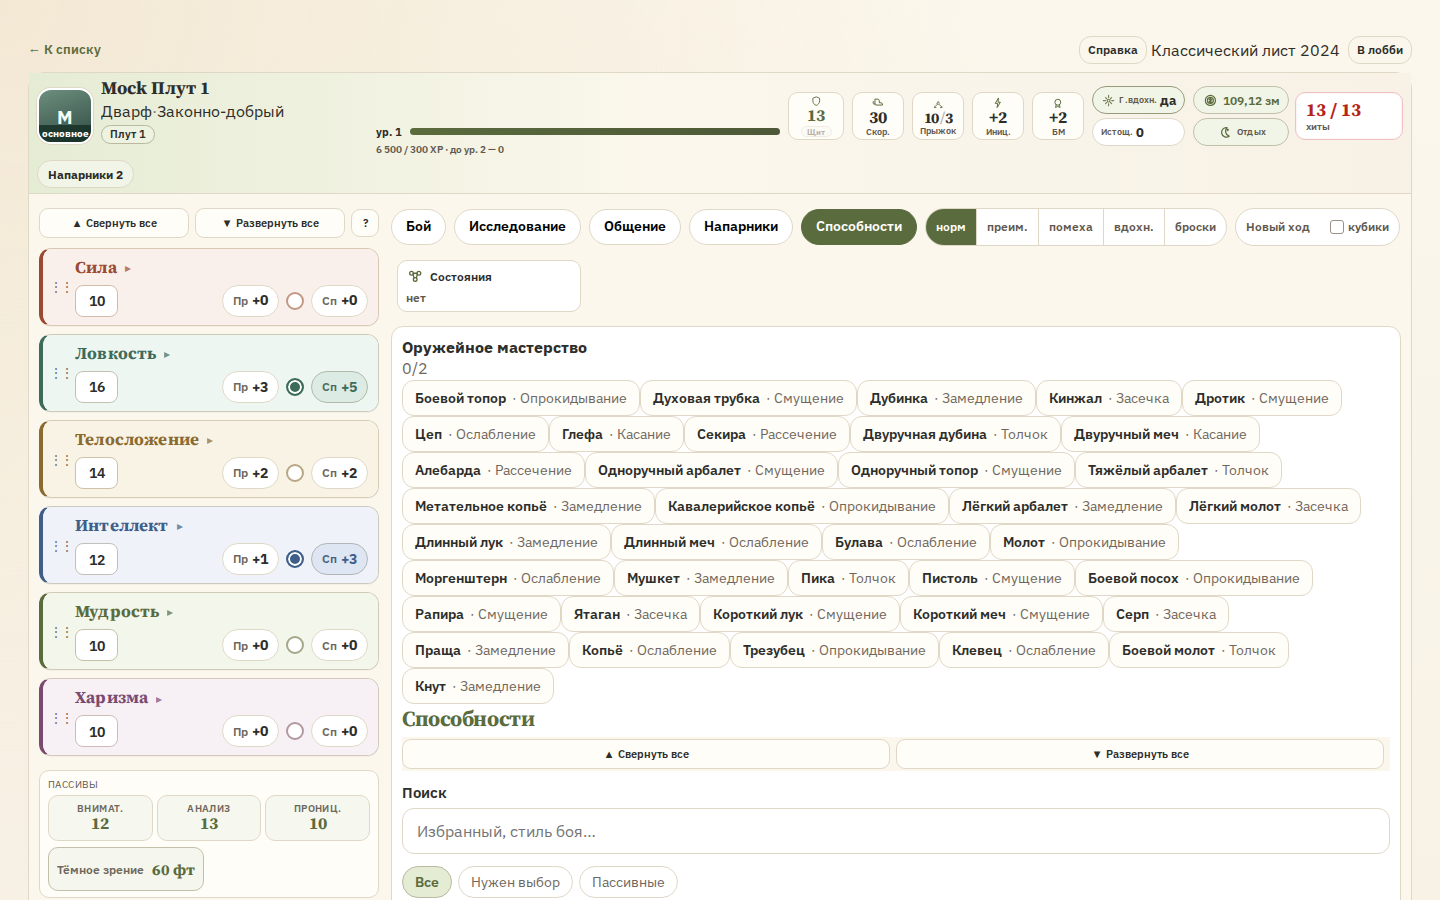 ← К списку
Справка Классический лист 2024 В лобби
М
основное
Mock Плут 1
Дварф·Законно-добрый
Плут 1
ур. 1
6 500 / 300 XP · до ур. 2 — 0
13
Щит
30
Скор.
10/3
Прыжок
+2
Иниц.
+2
БМ
Г.вдохн. да
Истощ. 0
109,12 зм
Отдых
13 / 13
хиты
Напарники 2
▲ Свернуть все ▼ Развернуть все ?
Бой Исследование Общение Напарники Способности норм преим. помеха вдохн. броски Новый ход кубики
Сила ▸
10 Пр +0 Сп +0
Ловкость ▸
16 Пр +3 Сп +5
Телосложение ▸
14 Пр +2 Сп +2
Интеллект ▸
12 Пр +1 Сп +3
Мудрость ▸
10 Пр +0 Сп +0
Харизма ▸
10 Пр +0 Сп +0
ПАССИВЫ
ВНИМАТ. АНАЛИЗ ПРОНИЦ.
12 13 10
Тёмное зрение 60 фт
Состояния
нет
Оружейное мастерство
0/2
Боевой топор · Опрокидывание Духовая трубка · Смущение Дубинка · Замедление Кинжал · Засечка Дротик · Смущение
Цеп · Ослабление Глефа · Касание Секира · Рассечение Двуручная дубина · Толчок Двуручный меч · Касание
Алебарда · Рассечение Одноручный арбалет · Смущение Одноручный топор · Смущение Тяжёлый арбалет · Толчок
Метательное копьё · Замедление Кавалерийское копьё · Опрокидывание Лёгкий арбалет · Замедление Лёгкий молот · Засечка
Длинный лук · Замедление Длинный меч · Ослабление Булава · Ослабление Молот · Опрокидывание
Моргенштерн · Ослабление Мушкет · Замедление Пика · Толчок Пистоль · Смущение Боевой посох · Опрокидывание
Рапира · Смущение Ятаган · Засечка Короткий лук · Смущение Короткий меч · Смущение Серп · Засечка
Праща · Замедление Копьё · Ослабление Трезубец · Опрокидывание Клевец · Ослабление Боевой молот · Толчок
Кнут · Замедление
Способности
▲ Свернуть все ▼ Развернуть все
Поиск
Избранный, стиль боя…
Все Нужен выбор Пассивные